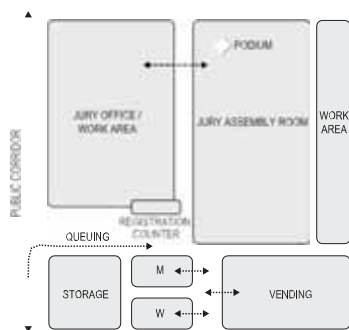 PODIUM
JURY OFFICE /
WORK AREA
JURY ASSEMBLY ROOM
WORK
AREA
PUBLIC CORRIDOR
REGISTRATION
COUNTER
QUEUING
M
STORAGE
VENDING
W